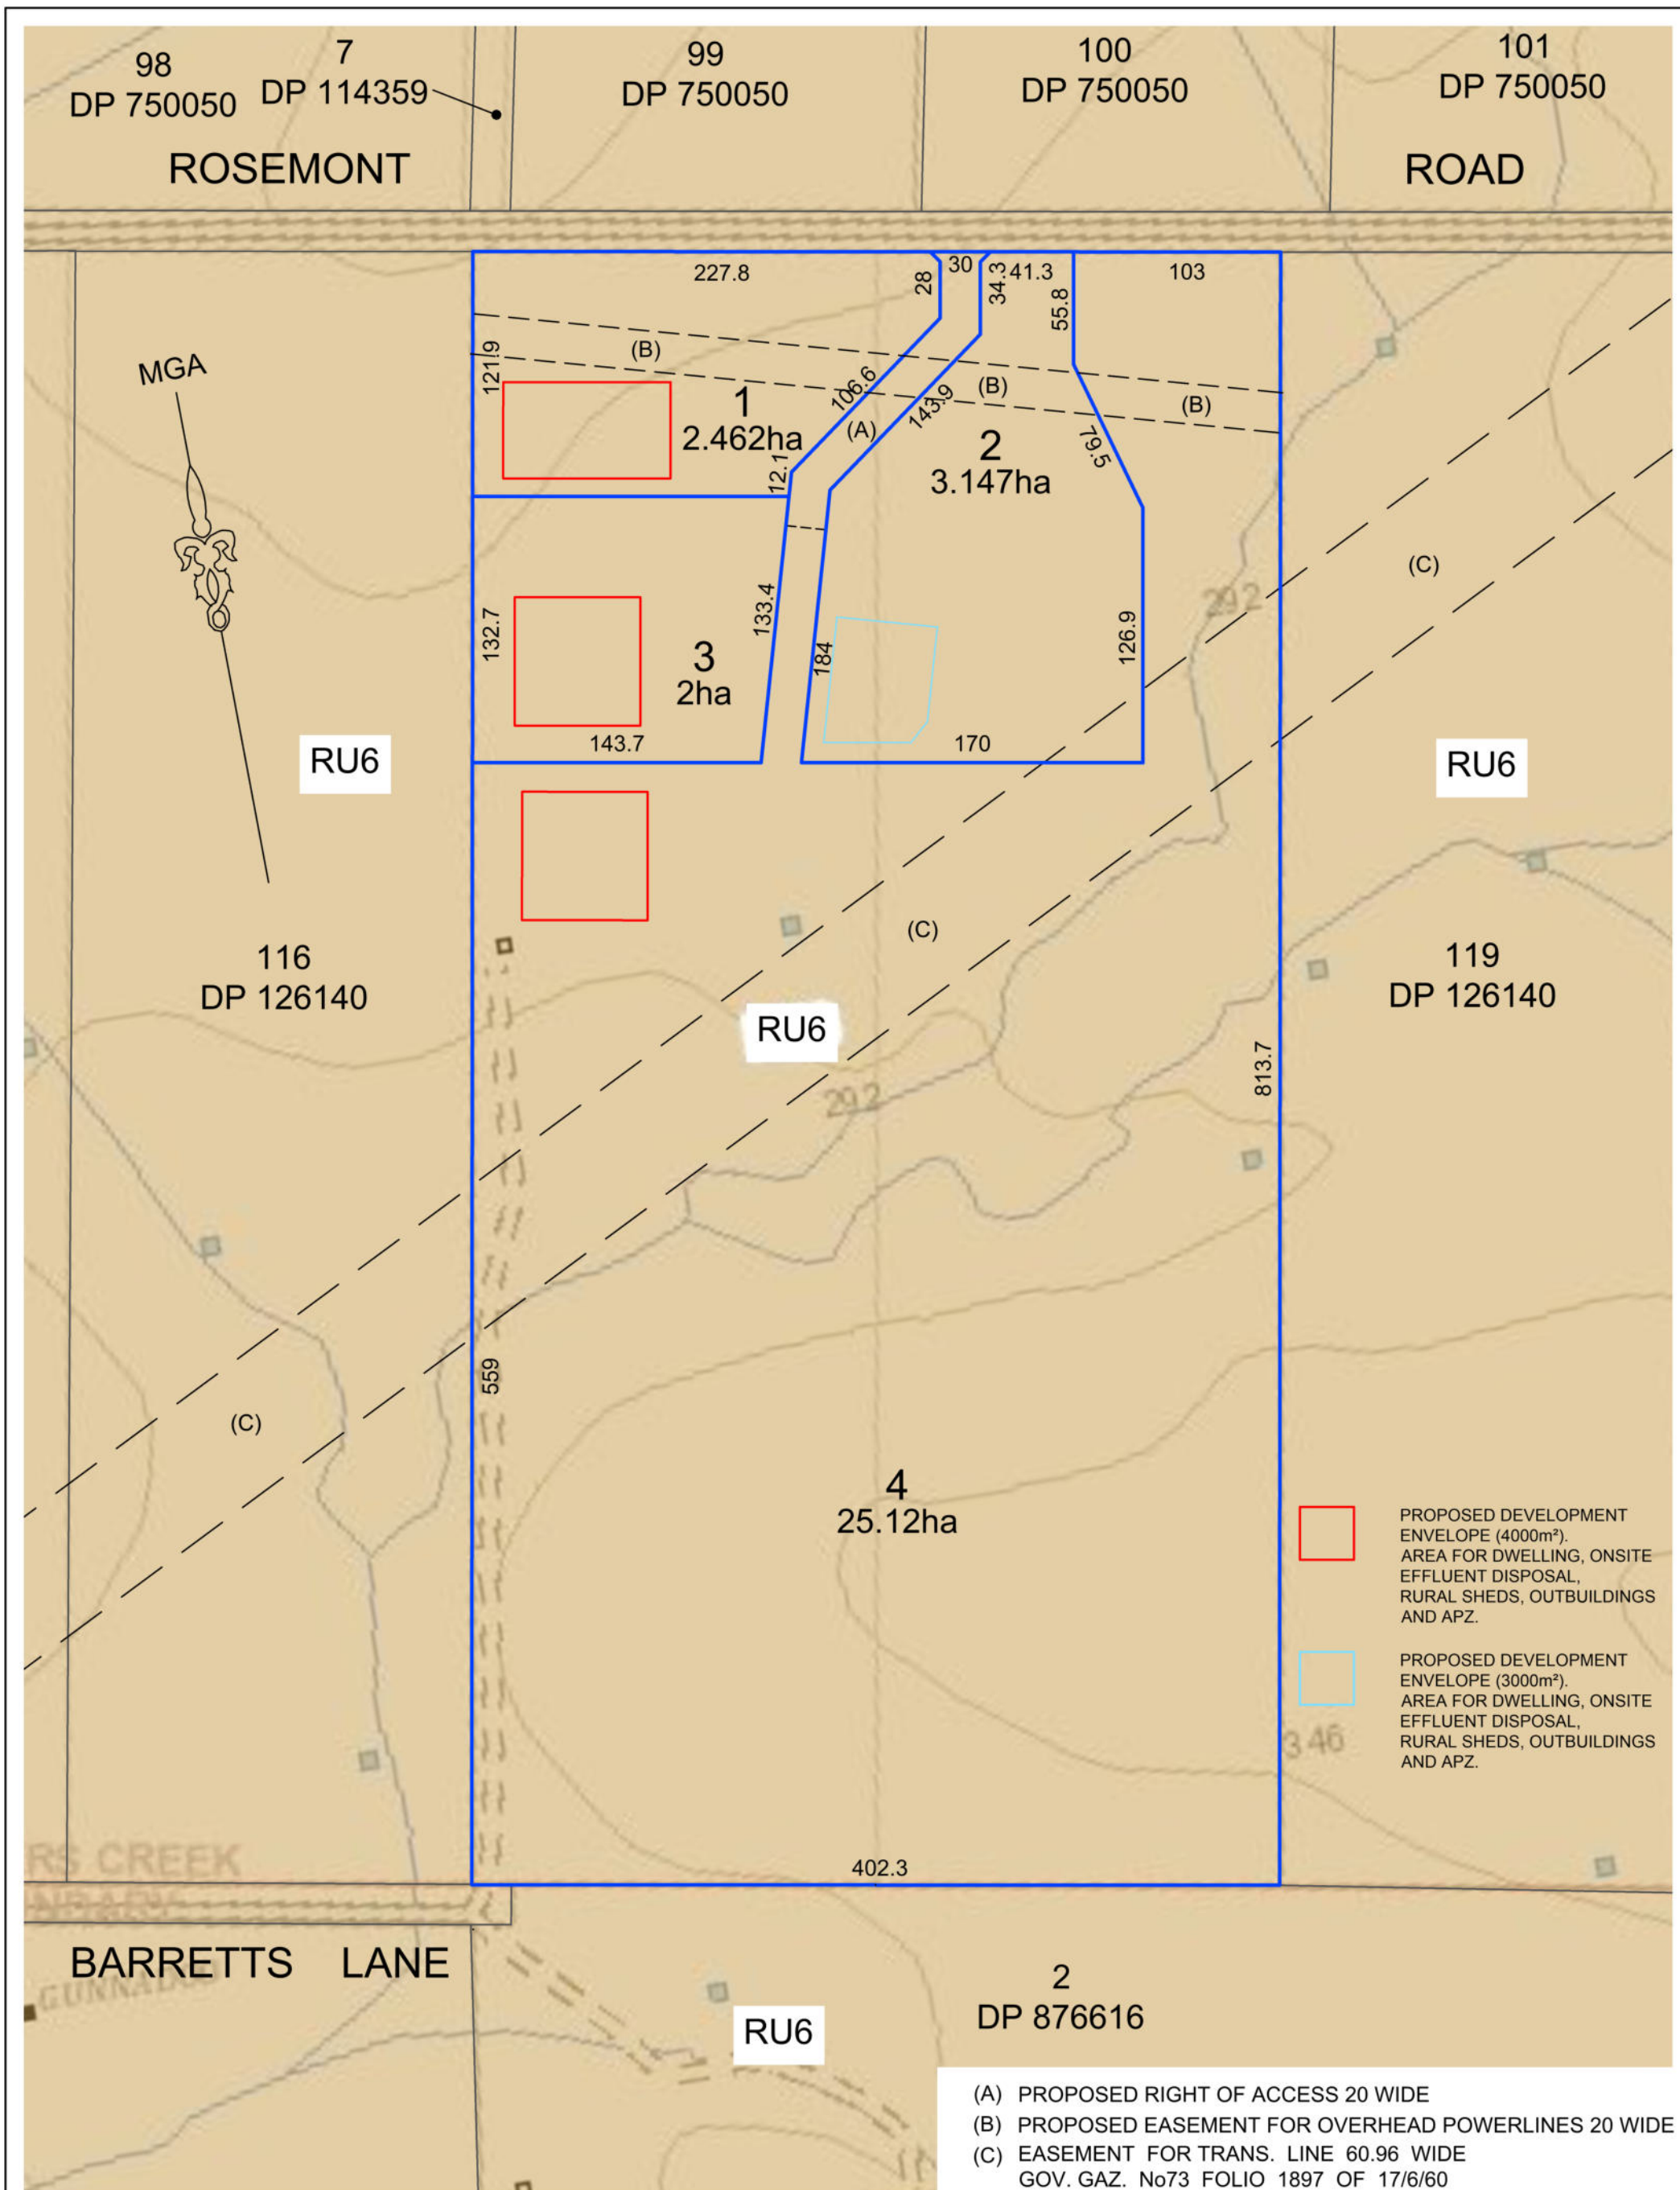 98
DP 750050
7
DP 114359
99
DP 750050
100
DP 750050
101
DP 750050
ROSEMONT ROAD
227.8
28
30
34.3
41.3
55.8
103
121.9
(B)
(B)
(B)
MGA
1
2.462ha
106.6
(A)
143.9
2
3.147ha
79.5
12.1
(C)
292
132.7
133.4
3
2ha
184
126.9
143.7
170
RU6
RU6
116
DP 126140
(C)
119
DP 126140
RU6
813.7
292
559
(C)
4
25.12ha
PROPOSED DEVELOPMENT
ENVELOPE (4000m²).
AREA FOR DWELLING, ONSITE
EFFLUENT DISPOSAL,
RURAL SHEDS, OUTBUILDINGS
AND APZ.
PROPOSED DEVELOPMENT
ENVELOPE (3000m²).
AREA FOR DWELLING, ONSITE
EFFLUENT DISPOSAL,
RURAL SHEDS, OUTBUILDINGS
AND APZ.
346
RS CREEK
402.3
BARRETTS LANE
2
DP 876616
RU6
(A) PROPOSED RIGHT OF ACCESS 20 WIDE
(B) PROPOSED EASEMENT FOR OVERHEAD POWERLINES 20 WIDE
(C) EASEMENT FOR TRANS. LINE 60.96 WIDE
GOV. GAZ. No73 FOLIO 1897 OF 17/6/60